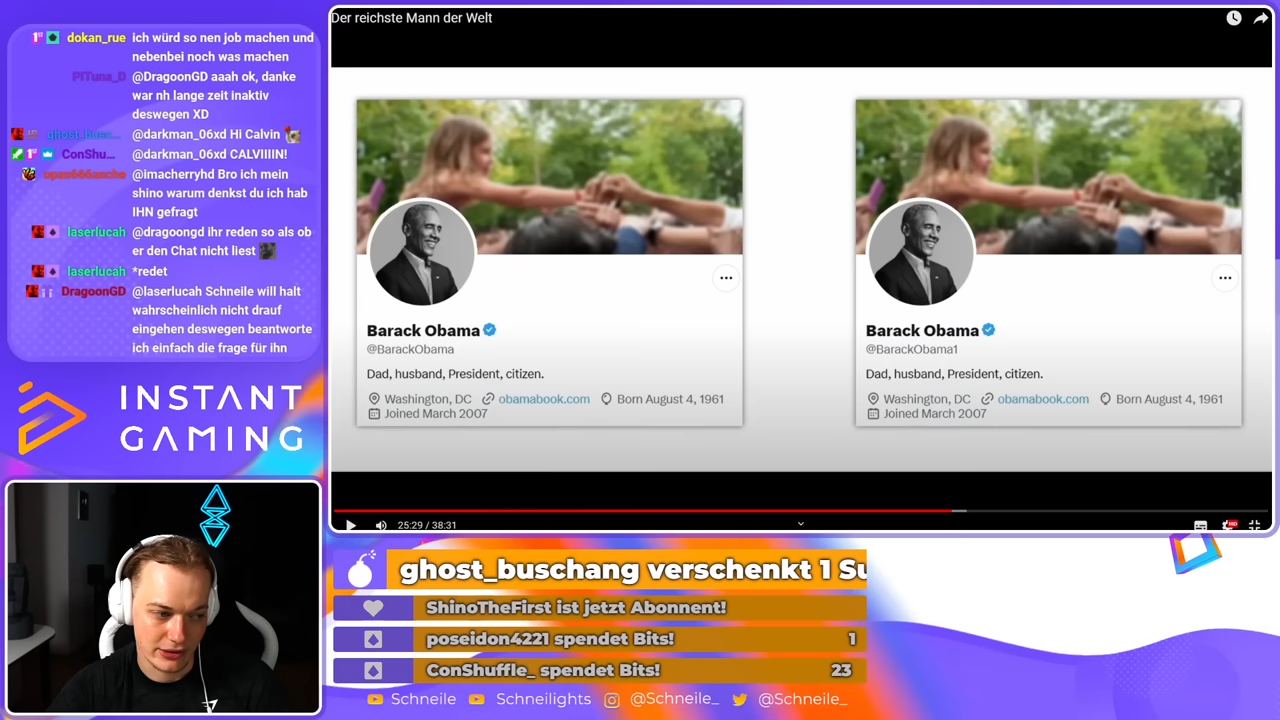 dokan_rue ich würd so nen job machen und
nebenbei noch was machen
PlTuna_D @DragoonGD aaah ok, danke
war nh lange zeit inaktiv
deswegen XD
ghost_busc... @darkman_06xd Hi Calvin
ConShu... @darkman_06xd CALVIIIIN!
@imacherryhd Bro ich mein
shino warum denkst du ich hab
IHN gefragt
laserlucah @dragoongd ihr reden so als ob
er den Chat nicht liest
laserlucah *redet
DragoonGD @laserlucah Schneile will halt
wahrscheinlich nicht drauf
eingehen deswegen beantworte
ich einfach die frage für ihn
INSTANT
GAMING
Der reichste Mann der Welt
Barack Obama
@BarackObama
Dad, husband, President, citizen.
Washington, DC obamabook.com Born August 4, 1961
Joined March 2007
Barack Obama
@BarackObama1
Dad, husband, President, citizen.
Washington, DC obamabook.com Born August 4, 1961
Joined March 2007
25:29 / 38:31
HD
ghost_buschang verschenkt 1 Su
ShinoTheFirst ist jetzt Abonnent!
poseidon4221 spendet Bits! 1
ConShuffle_ spendet Bits! 23
Schneile Schneilights @Schneile_ @Schneile_